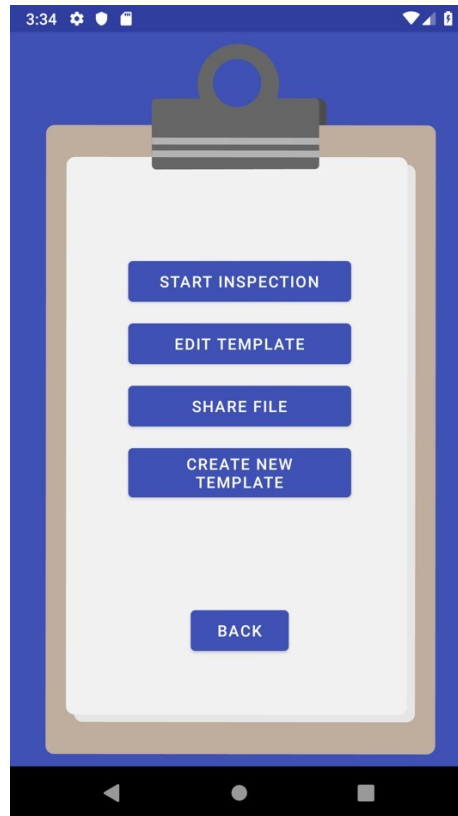 3:34
START INSPECTION
EDIT TEMPLATE
SHARE FILE
CREATE NEW
TEMPLATE
BACK